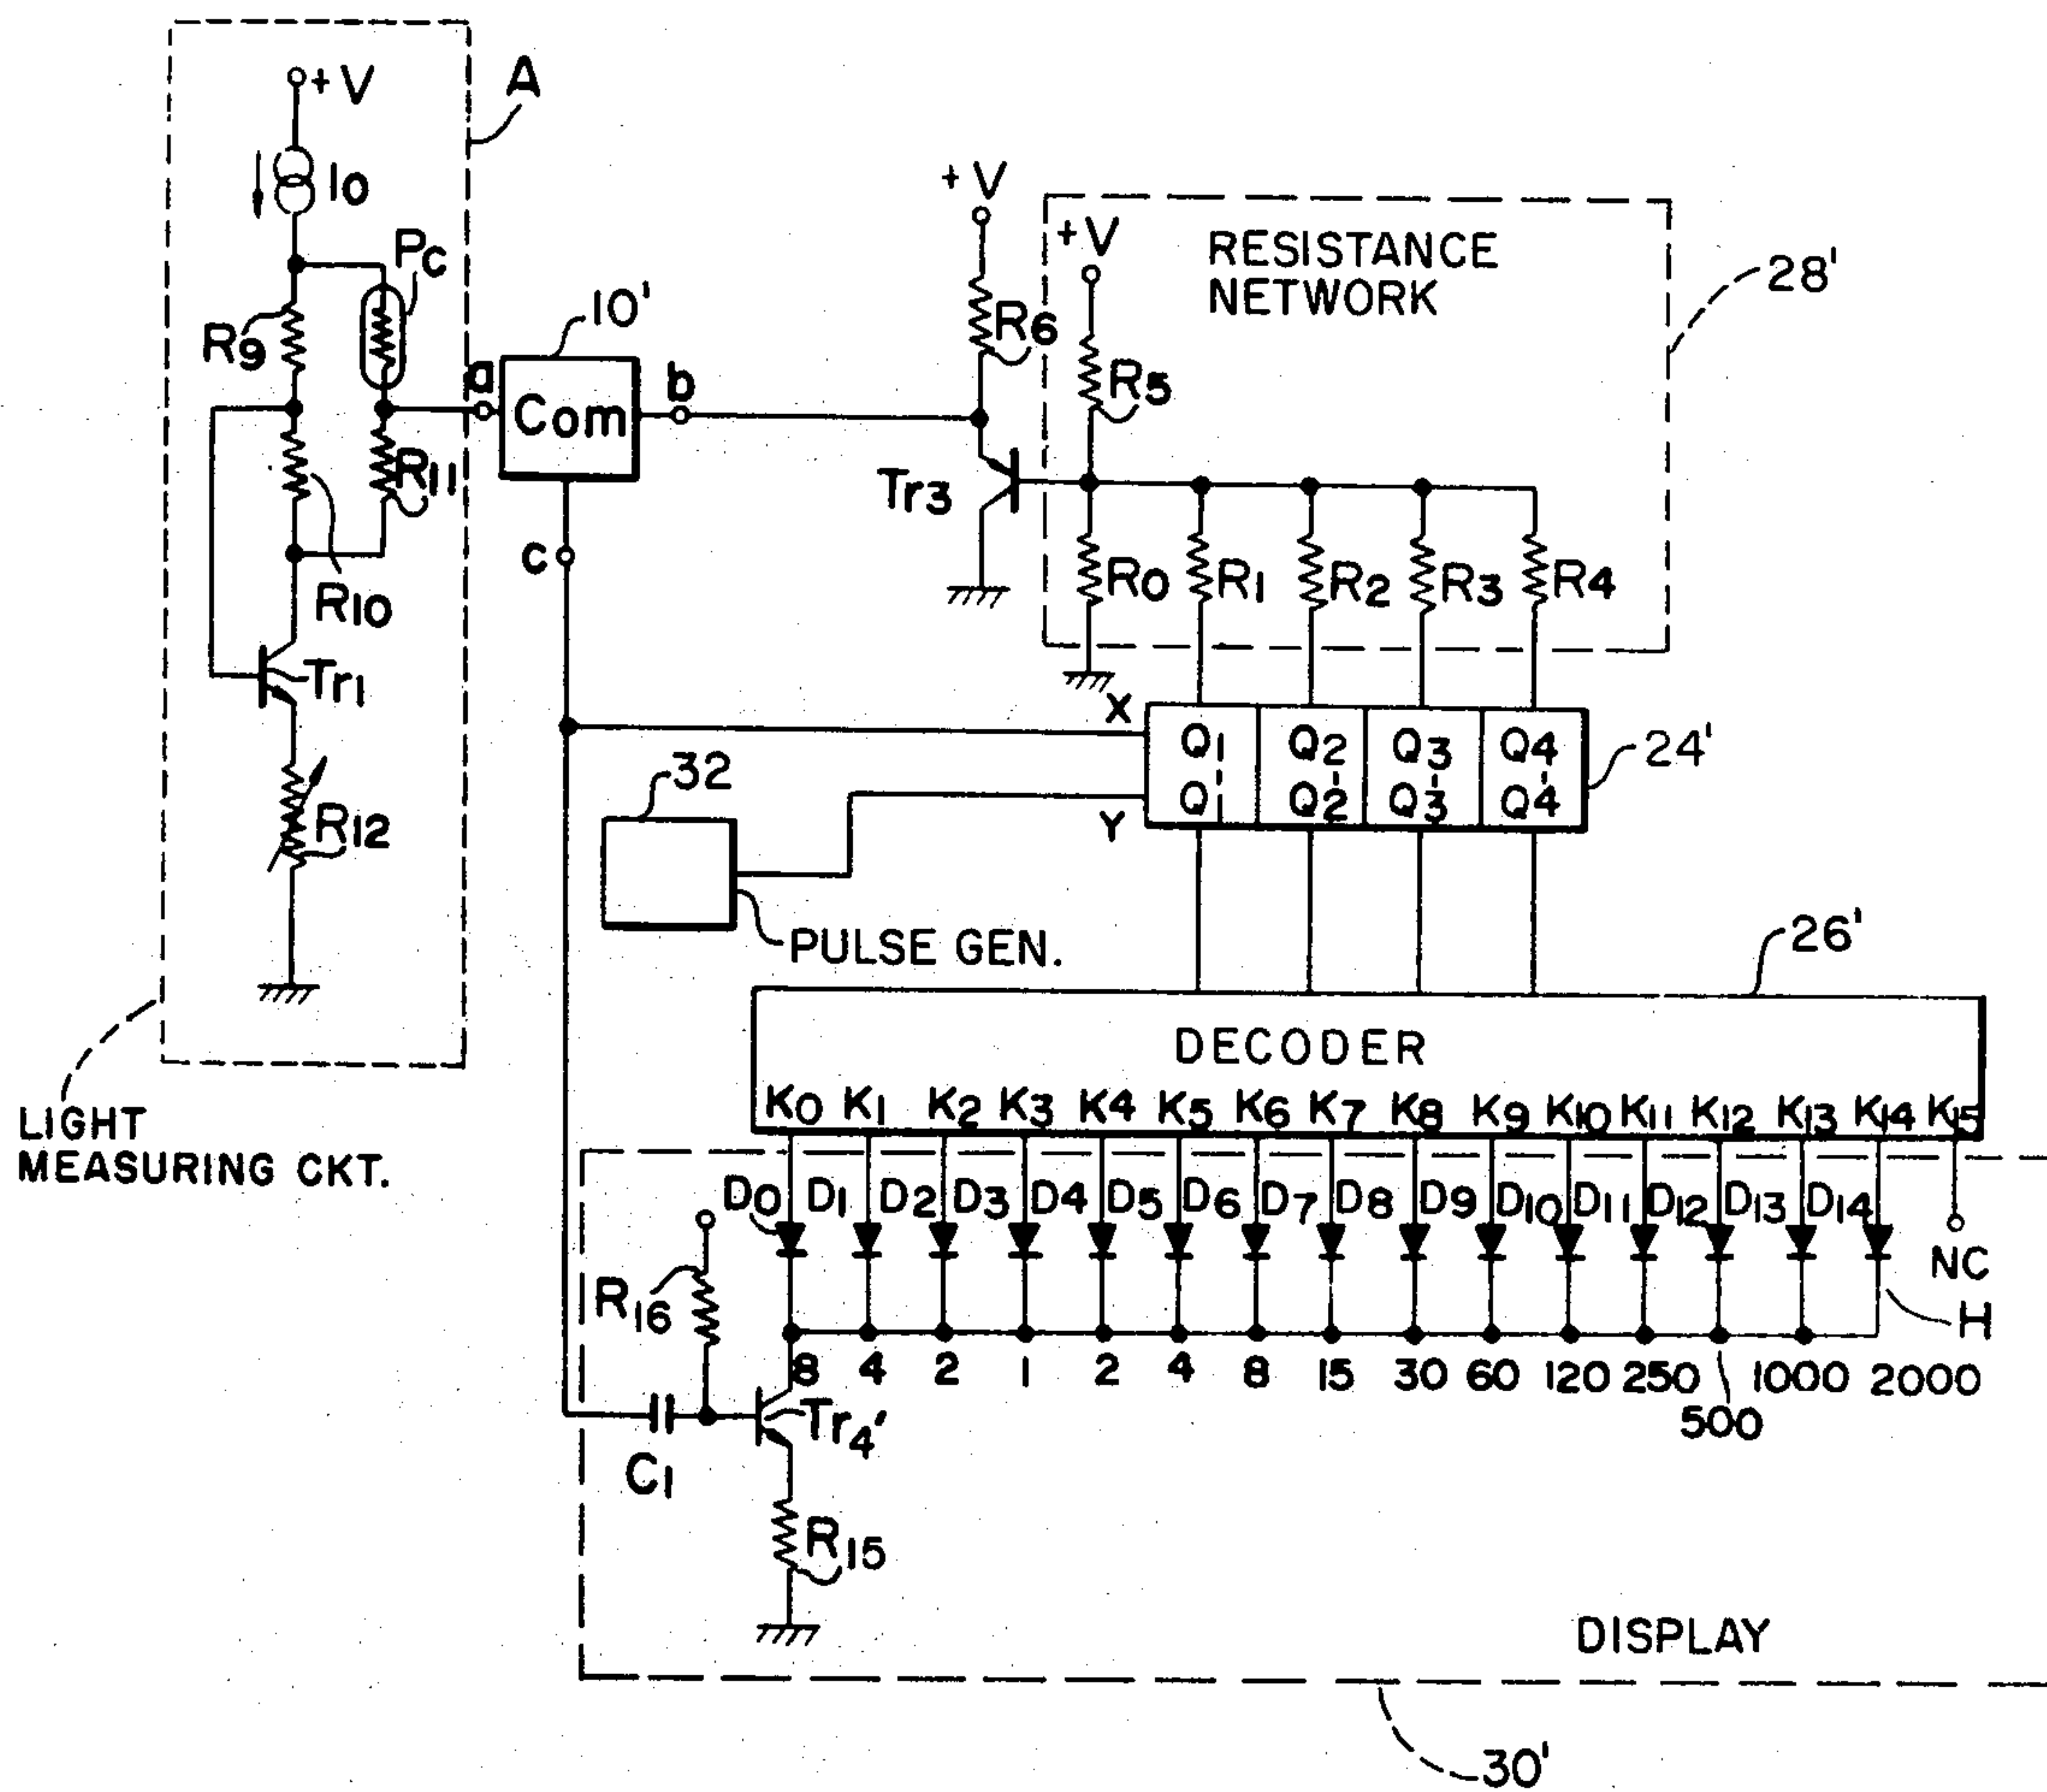 +V
A
I0
PC
R9
R11
R10
Tr1
R12
LIGHT
MEASURING CKT.
10'
a
Com
b
c
+V
R6
+V
RESISTANCE
NETWORK
28'
R5
Tr3
R0 R1 R2 R3 R4
X
Q1 Q2 Q3 Q4
Q1' Q2' Q3' Q4'
24'
Y
32
PULSE GEN.
26'
DECODER
K0 K1 K2 K3 K4 K5 K6 K7 K8 K9 K10 K11 K12 K13 K14 K15
D0 D1 D2 D3 D4 D5 D6 D7 D8 D9 D10 D11 D12 D13 D14
NC
H
R16
8 4 2 1 2 4 8 15 30 60 120 250 500 1000 2000
Tr4'
C1
R15
DISPLAY
30'